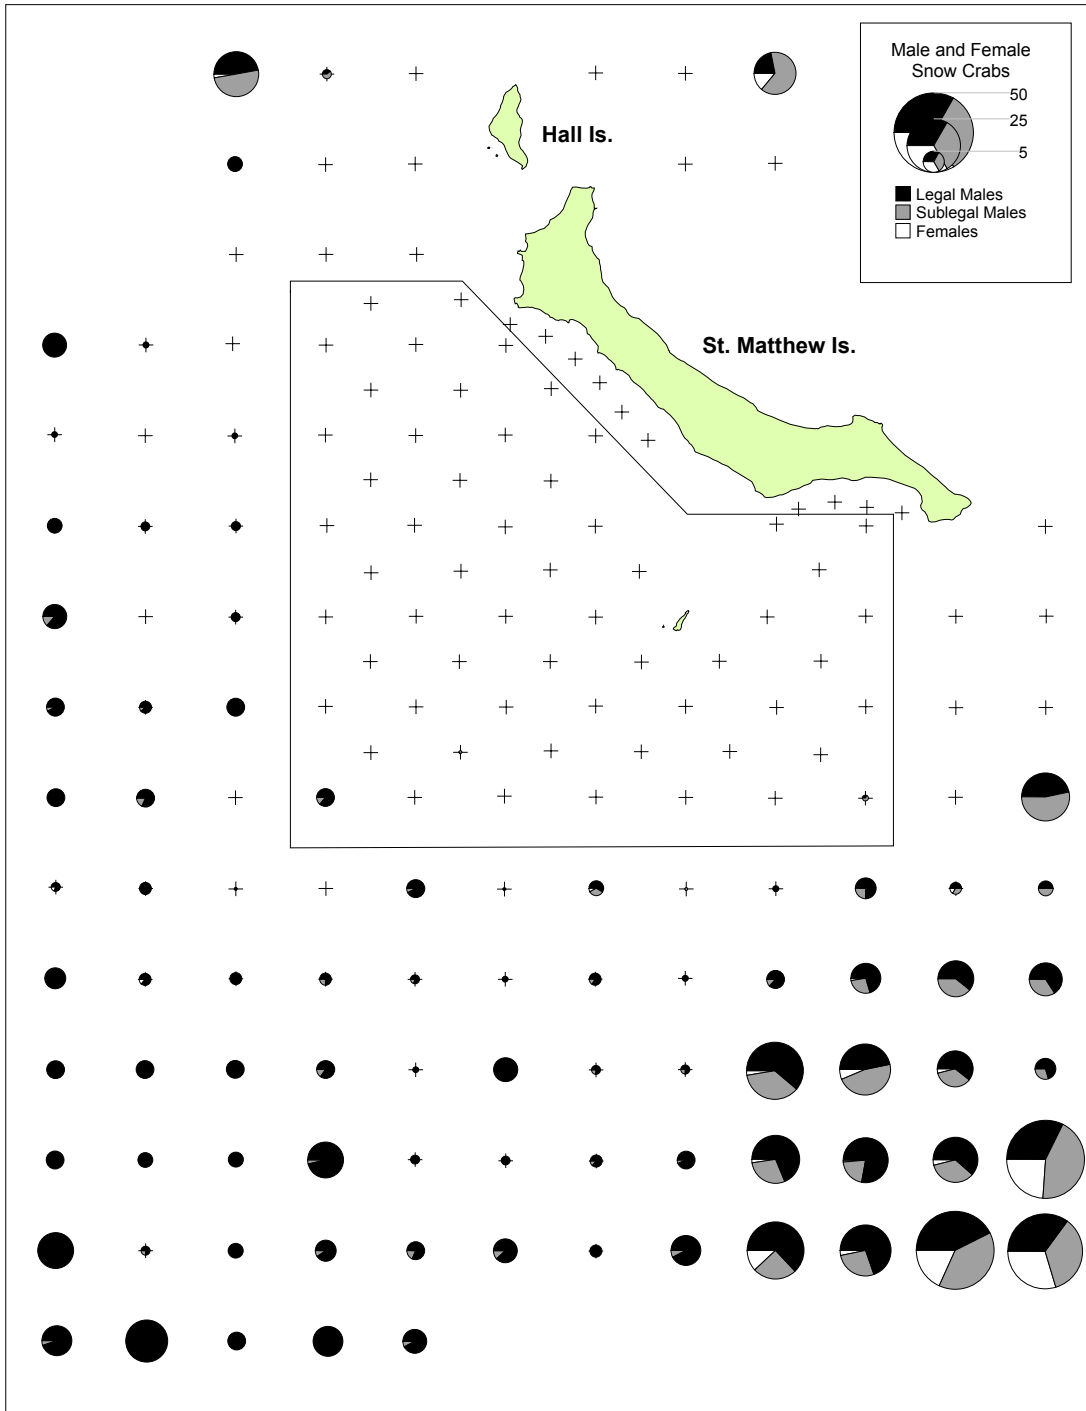 Male and Female
Snow Crabs
50
25
5
Legal Males
Sublegal Males
Females
Hall Is.
St. Matthew Is.